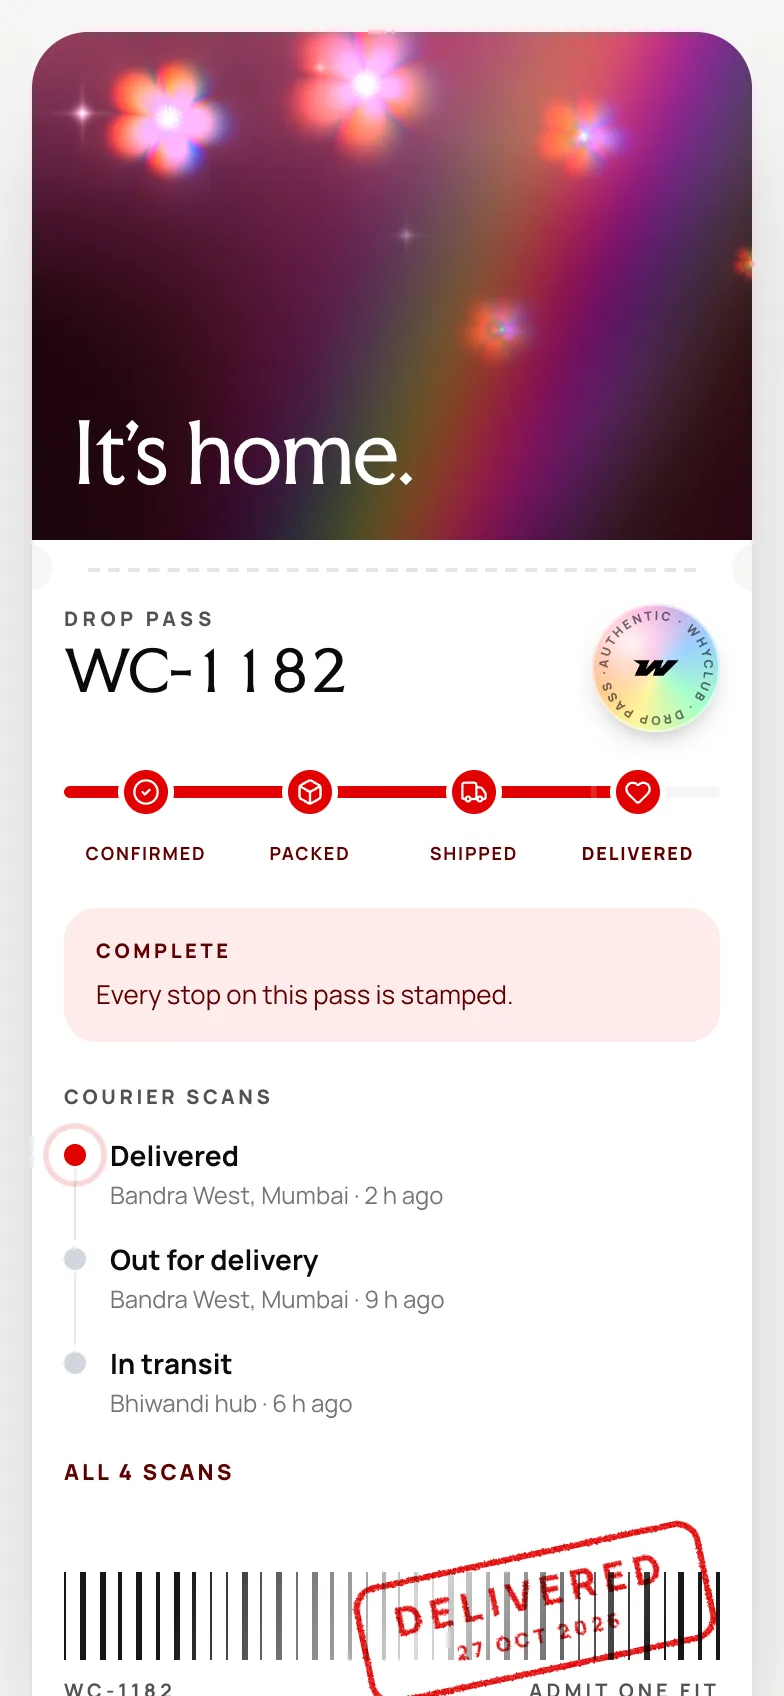 It’s home.
DROP PASS
WC-1182
AUTHENTIC · WHYCLUB · DROP PASS ·
W
CONFIRMED
PACKED
SHIPPED
DELIVERED
COMPLETE
Every stop on this pass is stamped.
COURIER SCANS
Delivered
Bandra West, Mumbai · 2 h ago
Out for delivery
Bandra West, Mumbai · 9 h ago
In transit
Bhiwandi hub · 6 h ago
ALL 4 SCANS
DELIVERED
27 OCT 2026
WC-1182
ADMIT ONE FIT